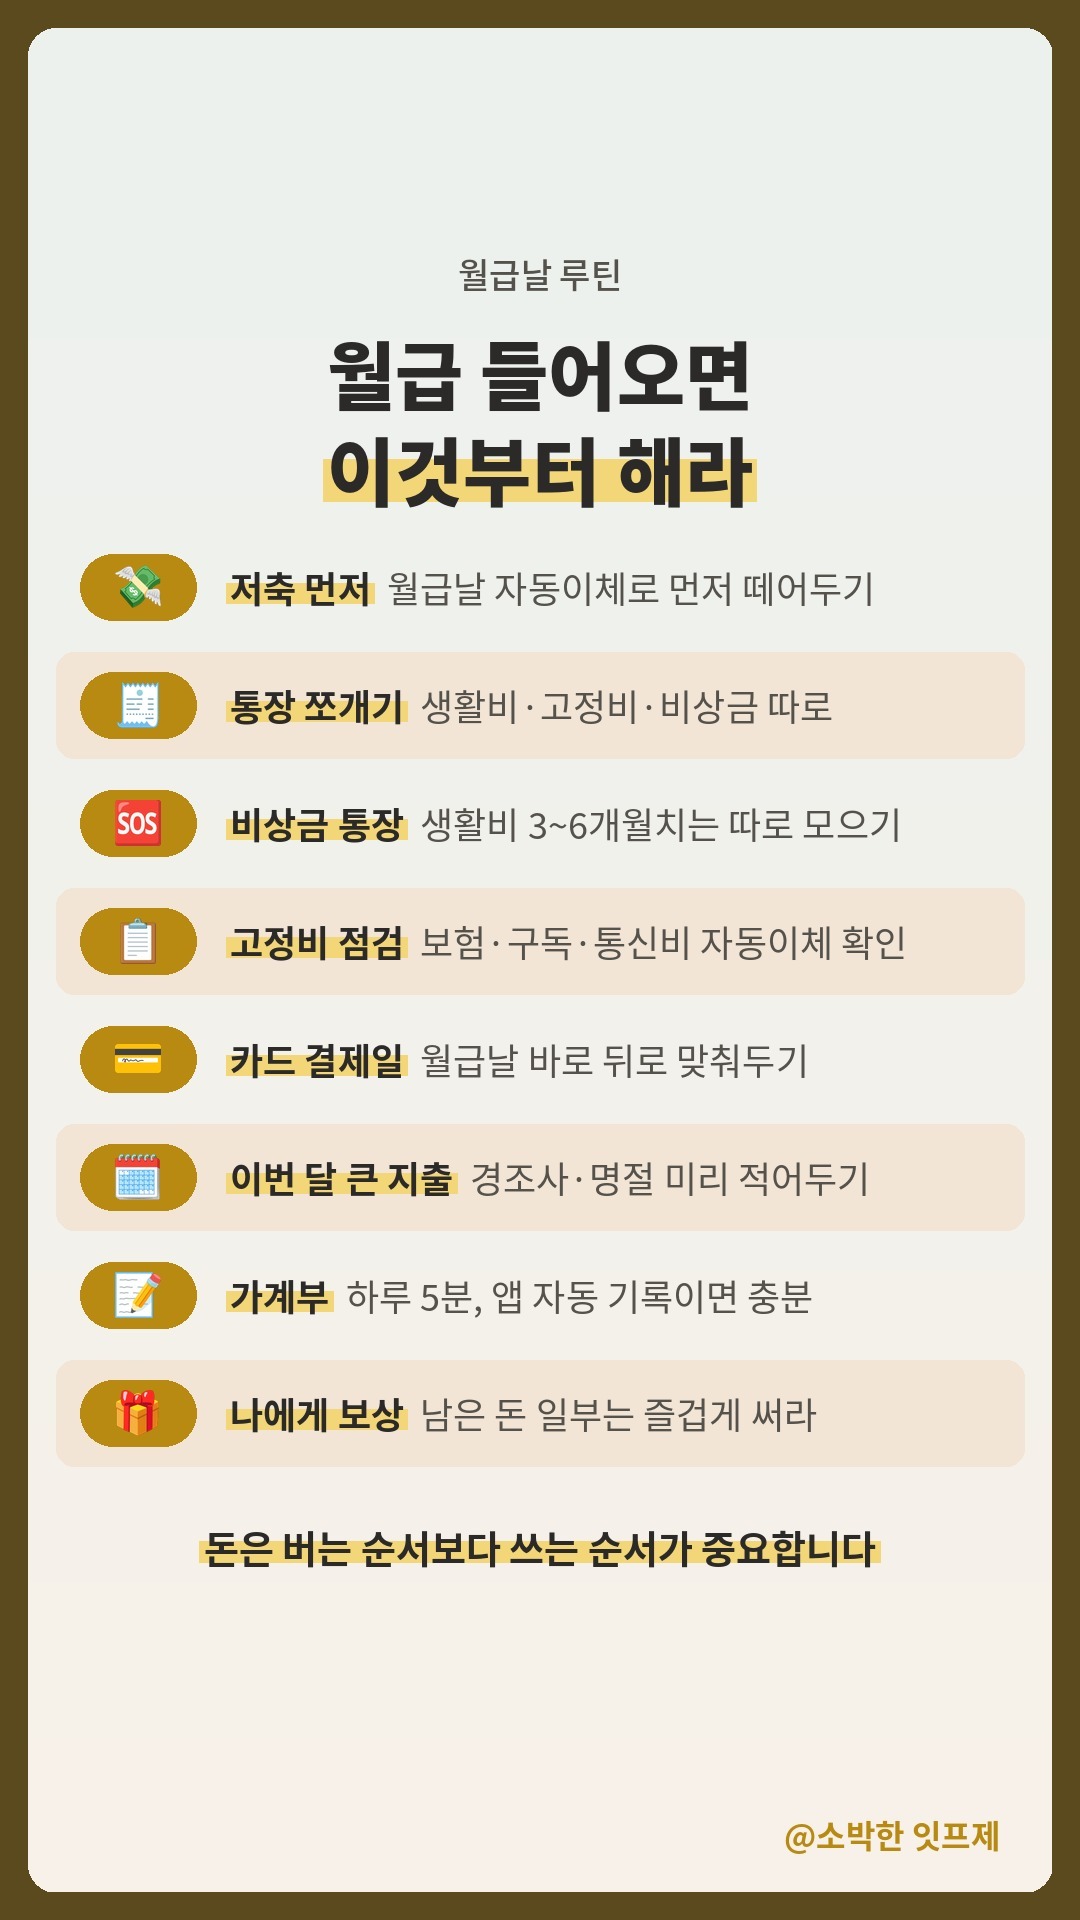 월급날 루틴
월급 들어오면
이것부터 해라
저축 먼저 월급날 자동이체로 먼저 떼어두기
통장 쪼개기 생활비·고정비·비상금 따로
SOS 비상금 통장 생활비 3~6개월치는 따로 모으기
고정비 점검 보험·구독·통신비 자동이체 확인
카드 결제일 월급날 바로 뒤로 맞춰두기
이번 달 큰 지출 경조사·명절 미리 적어두기
가계부 하루 5분, 앱 자동 기록이면 충분
나에게 보상 남은 돈 일부는 즐겁게 써라
돈은 버는 순서보다 쓰는 순서가 중요합니다
@소박한 잇프제